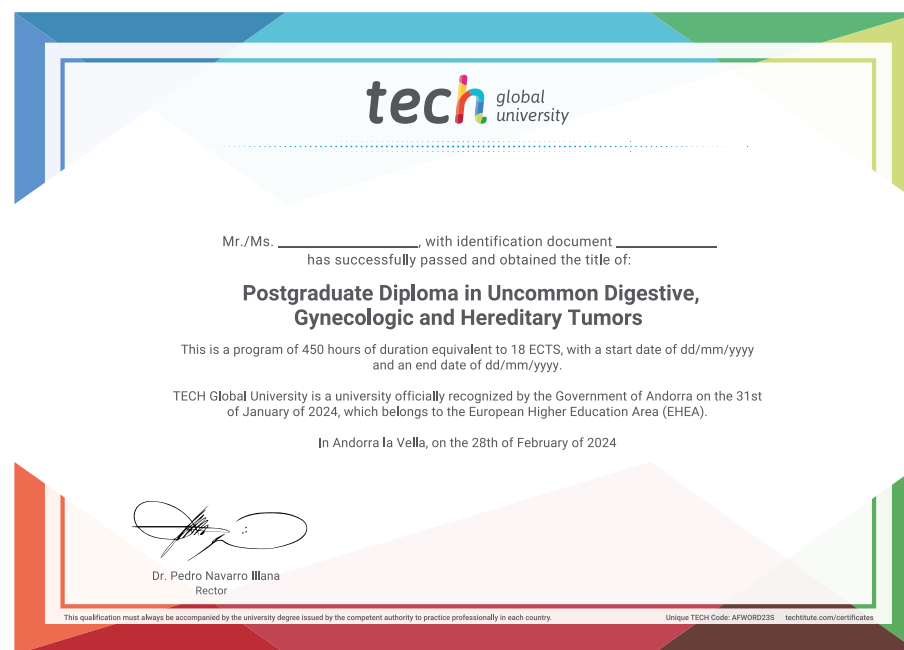 tech global
university
Mr./Ms. ____________, with identification document ____________
has successfully passed and obtained the title of:
Postgraduate Diploma in Uncommon Digestive,
Gynecologic and Hereditary Tumors
This is a program of 450 hours of duration equivalent to 18 ECTS, with a start date of dd/mm/yyyy
and an end date of dd/mm/yyyy.
TECH Global University is a university officially recognized by the Government of Andorra on the 31st
of January of 2024, which belongs to the European Higher Education Area (EHEA).
In Andorra la Vella, on the 28th of February of 2024
Dr. Pedro Navarro Illana
Rector
This qualification must always be accompanied by the university degree issued by the competent authority to practice professionally in each country. Unique TECH Code: AFWORD23S techtitute.com/certificates